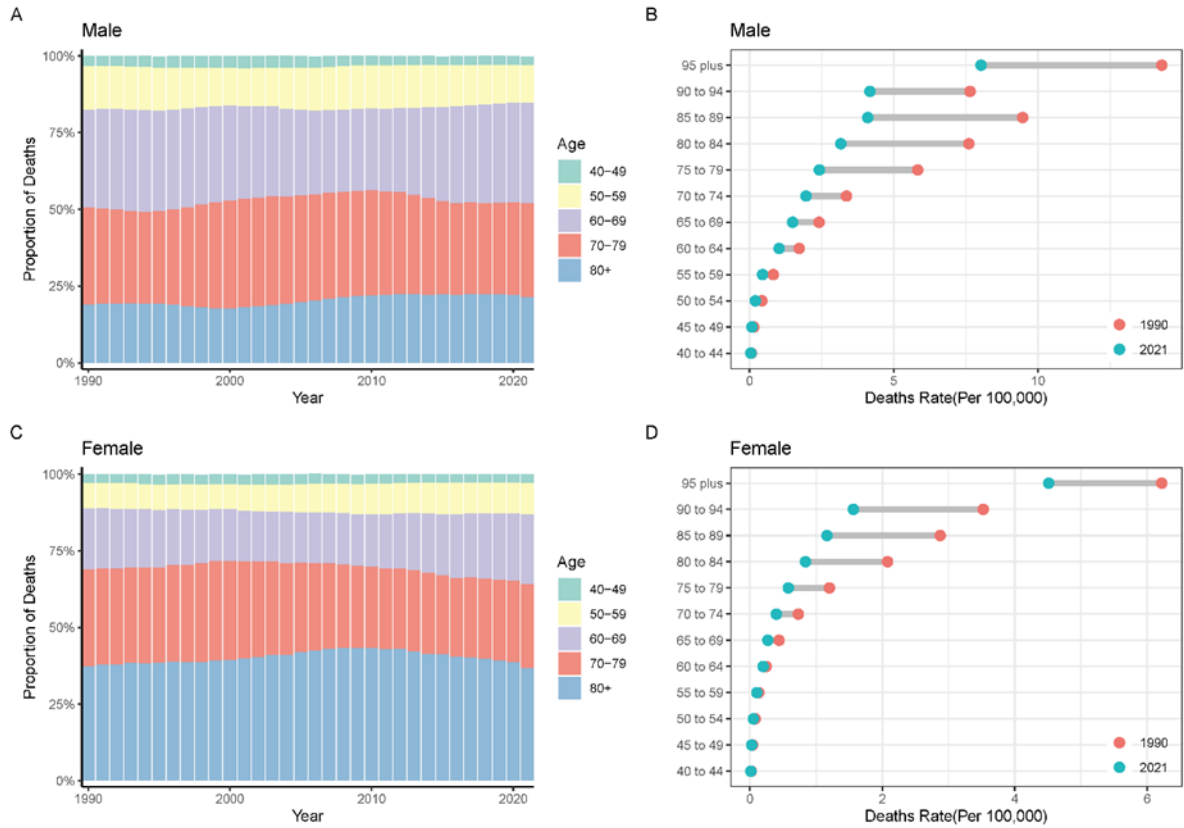 A
Male
100%
75%
50%
25%
0%
Proportion of Deaths
1990
2000
2010
2020
Year
Age
40−49
50−59
60−69
70−79
80+
B
Male
95 plus
90 to 94
85 to 89
80 to 84
75 to 79
70 to 74
65 to 69
60 to 64
55 to 59
50 to 54
45 to 49
40 to 44
1990
2021
0
5
10
Deaths Rate(Per 100,000)
C
Female
100%
75%
50%
25%
0%
Proportion of Deaths
1990
2000
2010
2020
Year
Age
40−49
50−59
60−69
70−79
80+
D
Female
95 plus
90 to 94
85 to 89
80 to 84
75 to 79
70 to 74
65 to 69
60 to 64
55 to 59
50 to 54
45 to 49
40 to 44
1990
2021
0
2
4
6
Deaths Rate(Per 100,000)